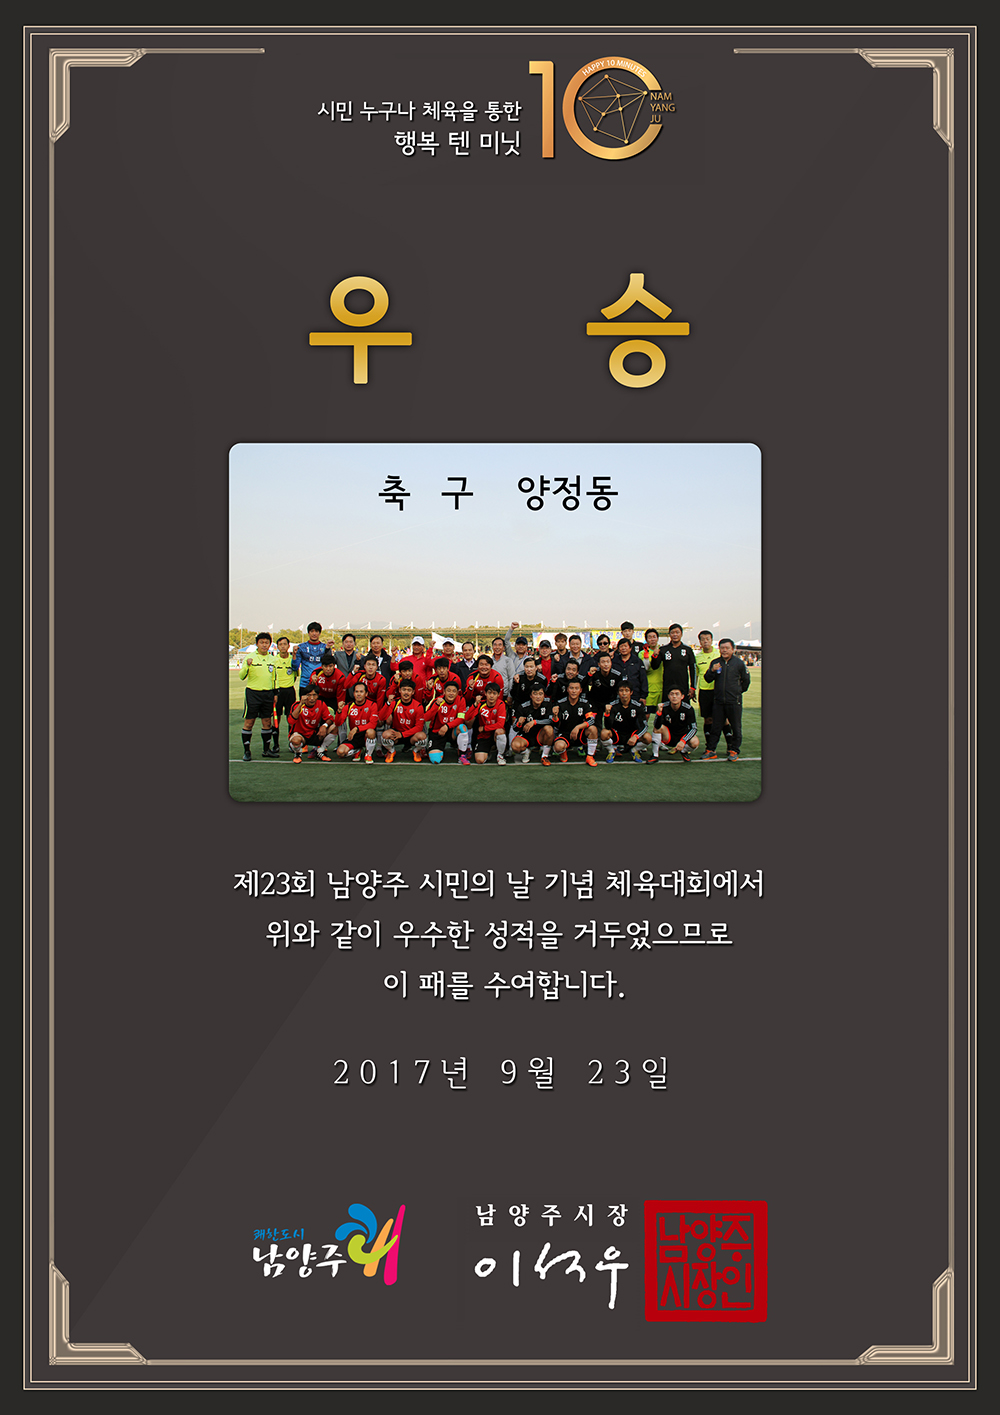 시민 누구나 체육을 통한
행복 텐 미닛
10
HAPPY 10 MINUTES
NAM
YANG
JU
우 승
축 구 양정동
제23회 남양주 시민의 날 기념 체육대회에서
위와 같이 우수한 성적을 거두었으므로
이 패를 수여합니다.
2017년 9월 23일
쾌한도시
남양주
남양주시장
이석우
남양주
시장인